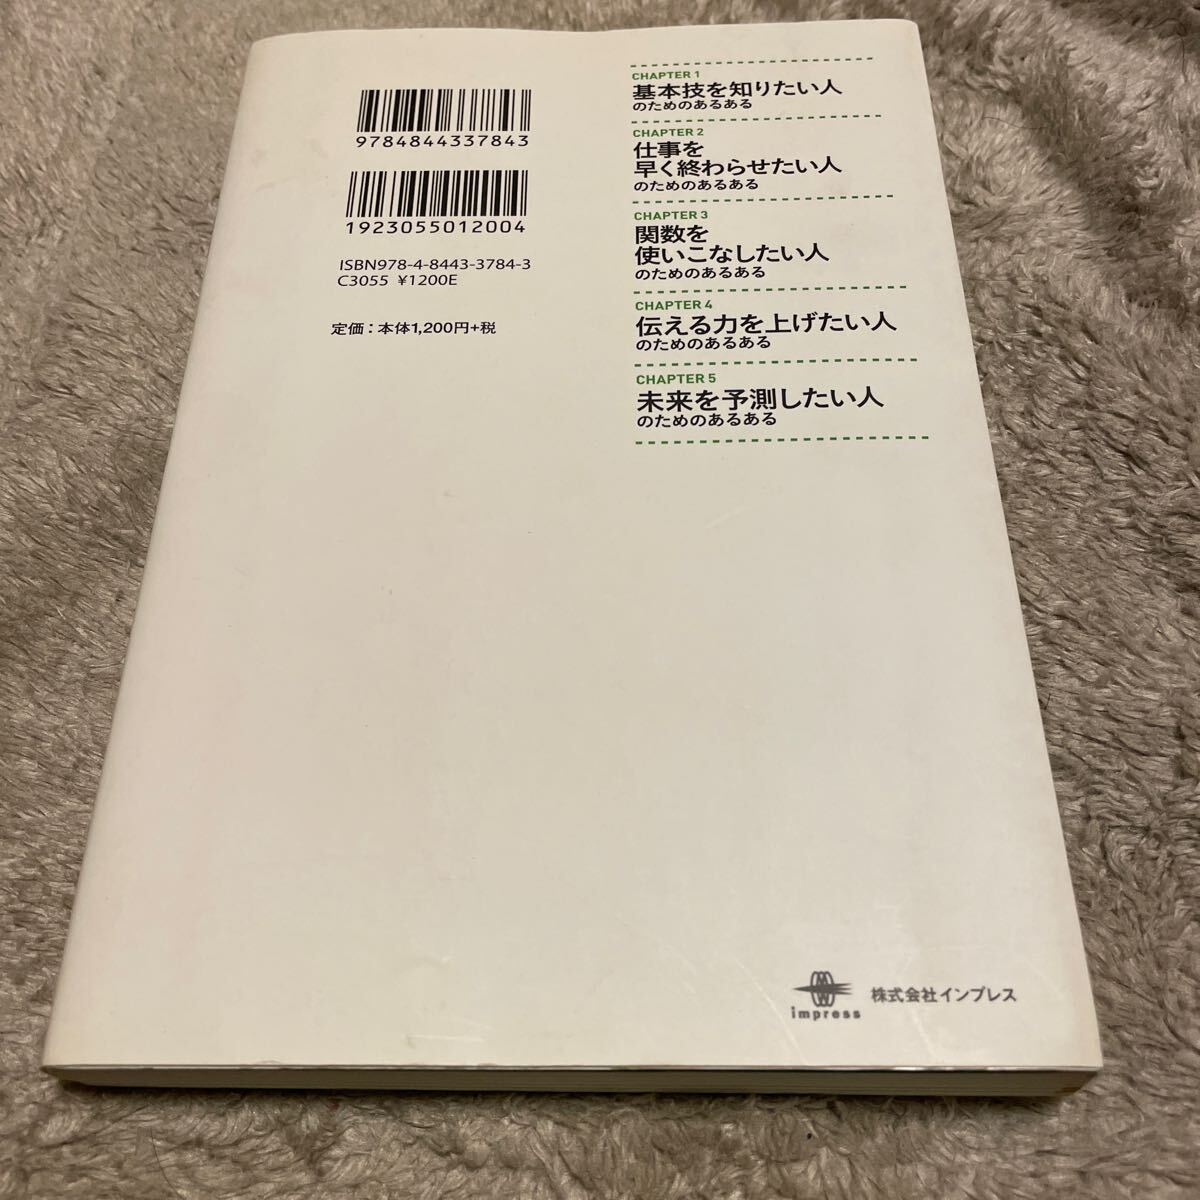 9784844337843
1923055012004
ISBN978-4-8443-3784-3
C3055 ¥1200E
定価：本体1,200円+税
CHAPTER 1
基本技を知りたい人
のためのあるある
CHAPTER 2
仕事を
早く終わらせたい人
のためのあるある
CHAPTER 3
関数を
使いこなしたい人
のためのあるある
CHAPTER 4
伝える力を上げたい人
のためのあるある
CHAPTER 5
未来を予測したい人
のためのあるある
impress
株式会社インプレス